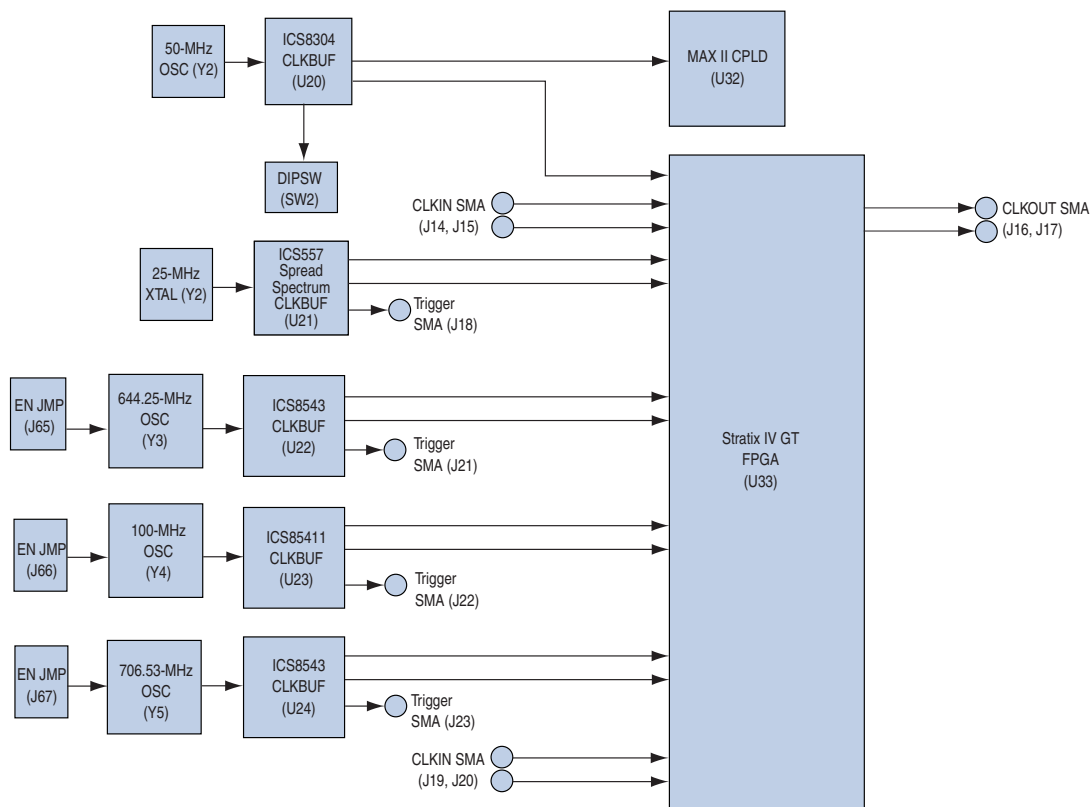 50-MHz
OSC (Y2)
ICS8304
CLKBUF
(U20)
MAX II CPLD
(U32)
DIPSW
(SW2)
CLKIN SMA
(J14, J15)
CLKOUT SMA
(J16, J17)
25-MHz
XTAL (Y2)
ICS557
Spread
Spectrum
CLKBUF
(U21)
Trigger
SMA (J18)
EN JMP
(J65)
644.25-MHz
OSC
(Y3)
ICS8543
CLKBUF
(U22)
Trigger
SMA (J21)
Stratix IV GT
FPGA
(U33)
EN JMP
(J66)
100-MHz
OSC
(Y4)
ICS85411
CLKBUF
(U23)
Trigger
SMA (J22)
EN JMP
(J67)
706.53-MHz
OSC
(Y5)
ICS8543
CLKBUF
(U24)
Trigger
SMA (J23)
CLKIN SMA
(J19, J20)